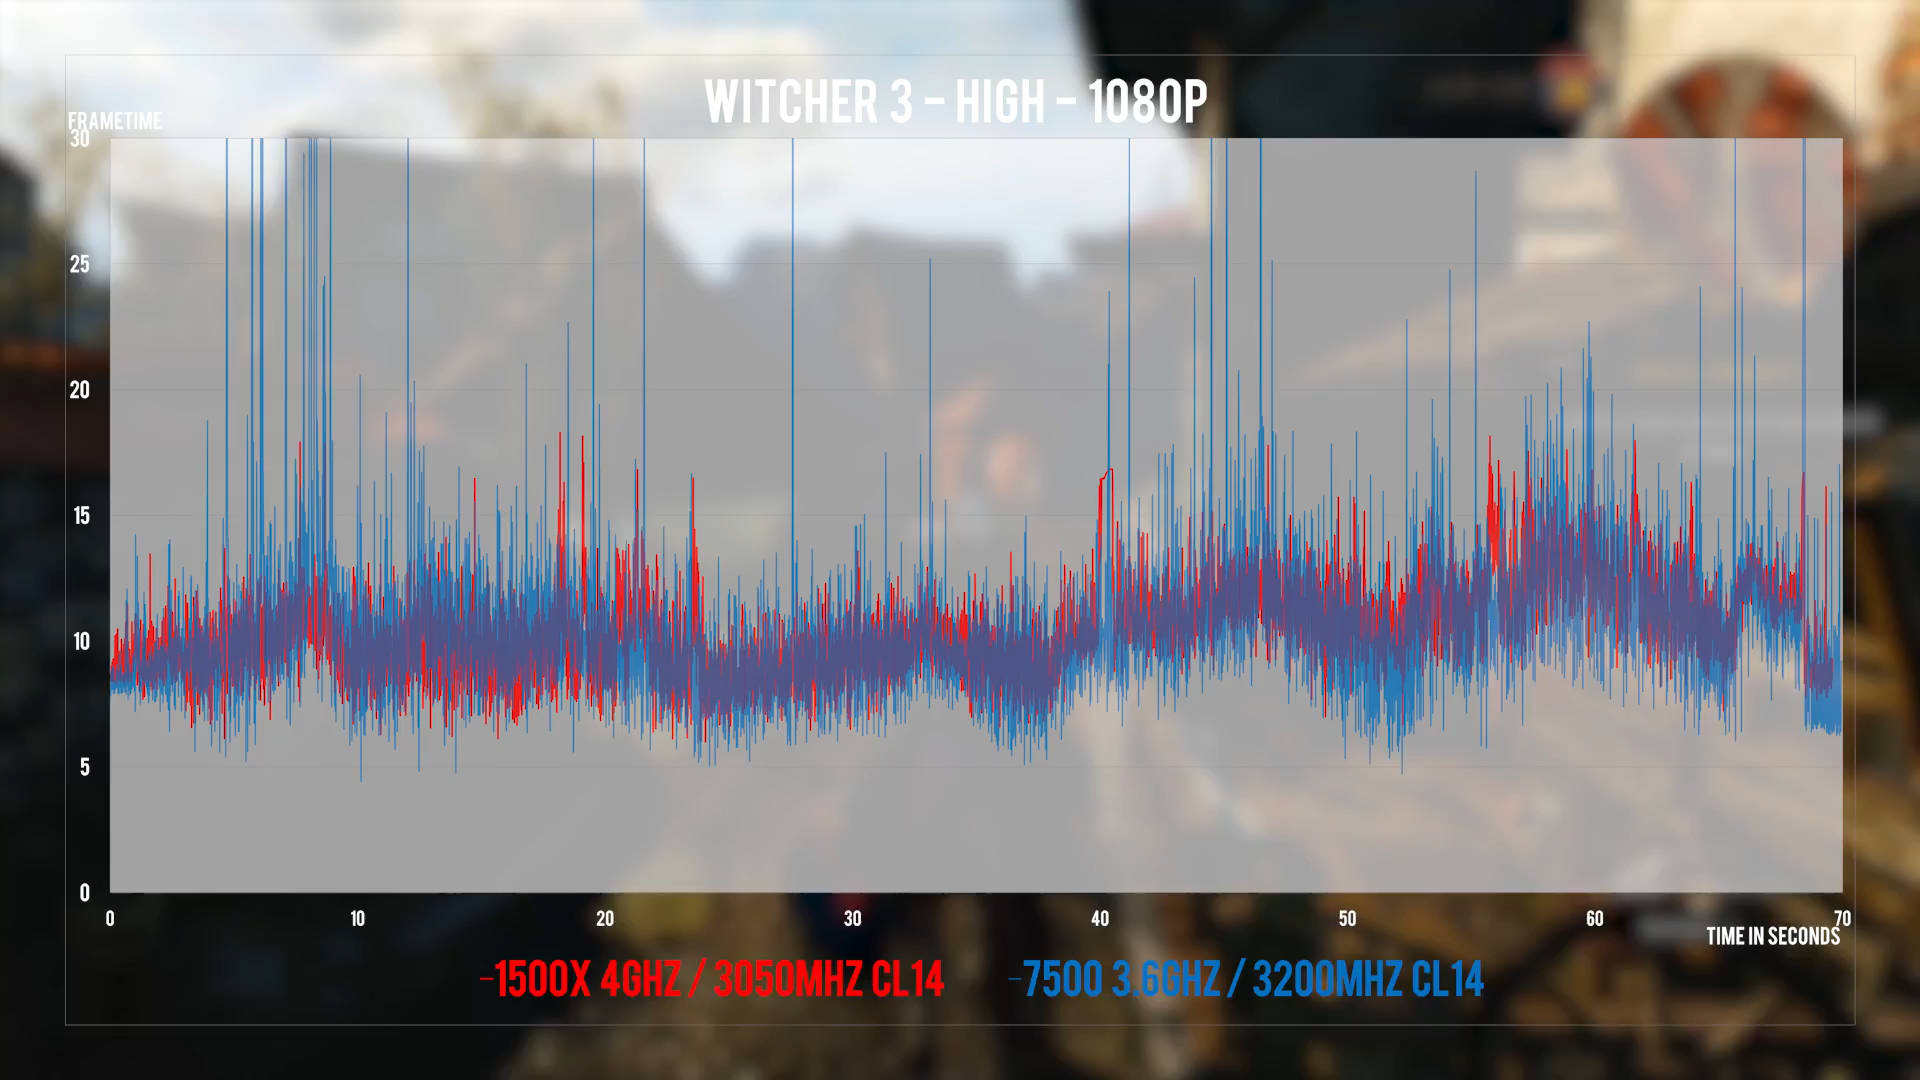 WITCHER 3 – HIGH – 1080P
FRAMETIME
30
25
20
15
10
5
0
0 10 20 30 40 50 60 70
TIME IN SECONDS
–1500X 4GHZ / 3050MHZ CL14 –7500 3.6GHZ / 3200MHZ CL14